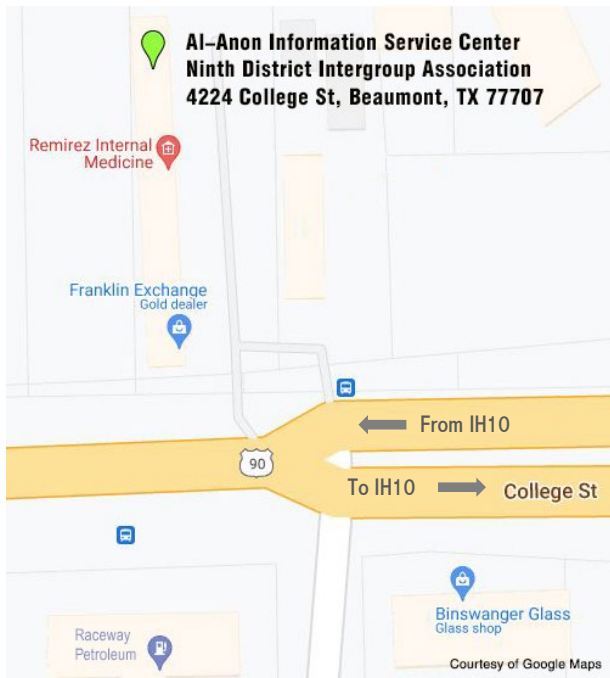 Al-Anon Information Service Center
Ninth District Intergroup Association
4224 College St, Beaumont, TX 77707
Remirez Internal
Medicine
Franklin Exchange
Gold dealer
From IH10
90
To IH10
College St
Binswanger Glass
Glass shop
Raceway
Petroleum
Courtesy of Google Maps